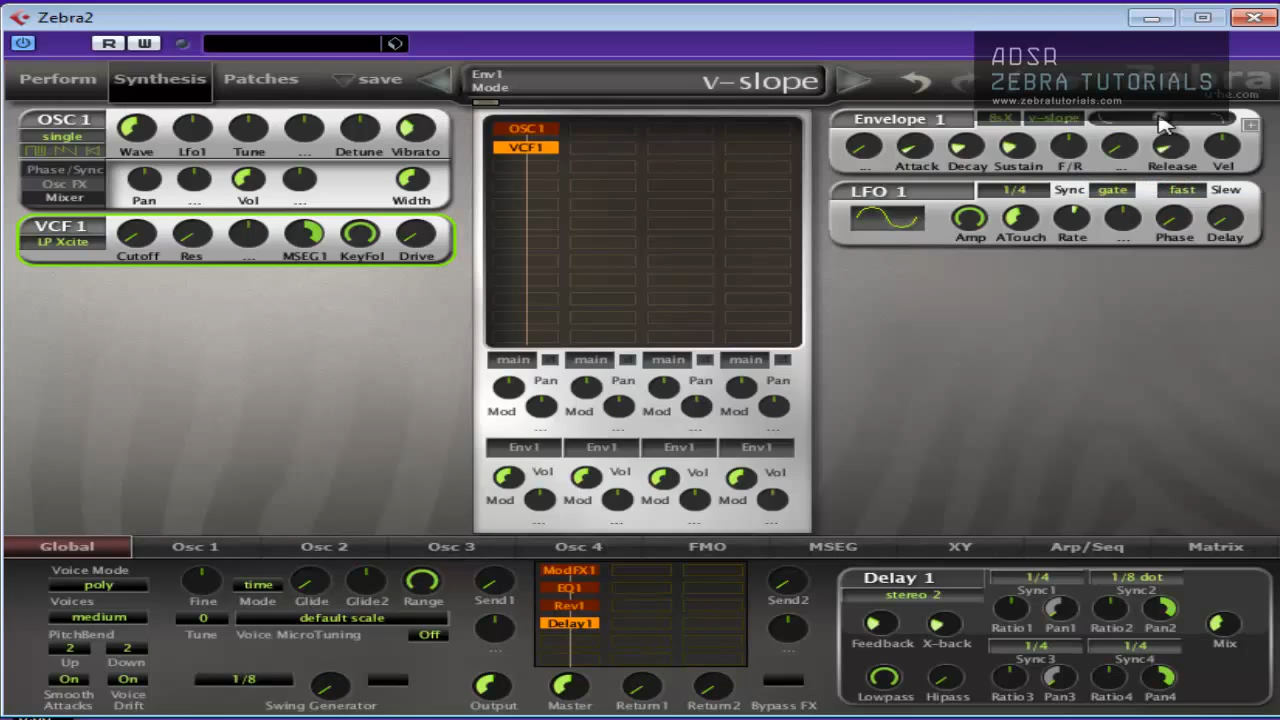 Zebra2
R W
ADSR
ZEBRA TUTORIALS
www.zebratutorials.com
Perform Synthesis Patches save
Env1
Mode
v-slope
u-he.com
OSC 1
single
Wave Lfo1 Tune ... Detune Vibrato
Phase/Sync
Osc FX
Mixer
Pan ... Vol ... Width
VCF 1
LP Xcite
Cutoff Res ... MSEG1 KeyFol Drive
OSC1
VCF1
main main main main
Pan Pan Pan Pan
Mod Mod Mod Mod
... ... ... ...
Env1 Env1 Env1 Env1
Vol Vol Vol Vol
Mod Mod Mod Mod
... ... ... ...
Envelope 1 8sX v-slope
... Attack Decay Sustain F/R ... Release Vel
LFO 1 1/4 Sync gate fast Slew
Amp ATouch Rate ... Phase Delay
Global Osc 1 Osc 2 Osc 3 Osc 4 FMO MSEG XY Arp/Seq Matrix
Voice Mode
poly
Voices
medium
PitchBend
2 2
Up Down
On On
Smooth Attacks
Voice Drift
time
Fine Mode Glide Glide2 Range
0 default scale
Tune Voice MicroTuning Off
1/8
Swing Generator
Send1
...
Output
ModFX1
EQ1
Rev1
Delay1
Master Return1 Return2
Send2
...
Bypass FX
Delay 1
stereo 2
Feedback X-back
Lowpass Hipass
1/4 1/8 dot
Sync1 Sync2
Ratio1 Pan1 Ratio2 Pan2
1/4 1/4
Sync3 Sync4
Ratio3 Pan3 Ratio4 Pan4
Mix